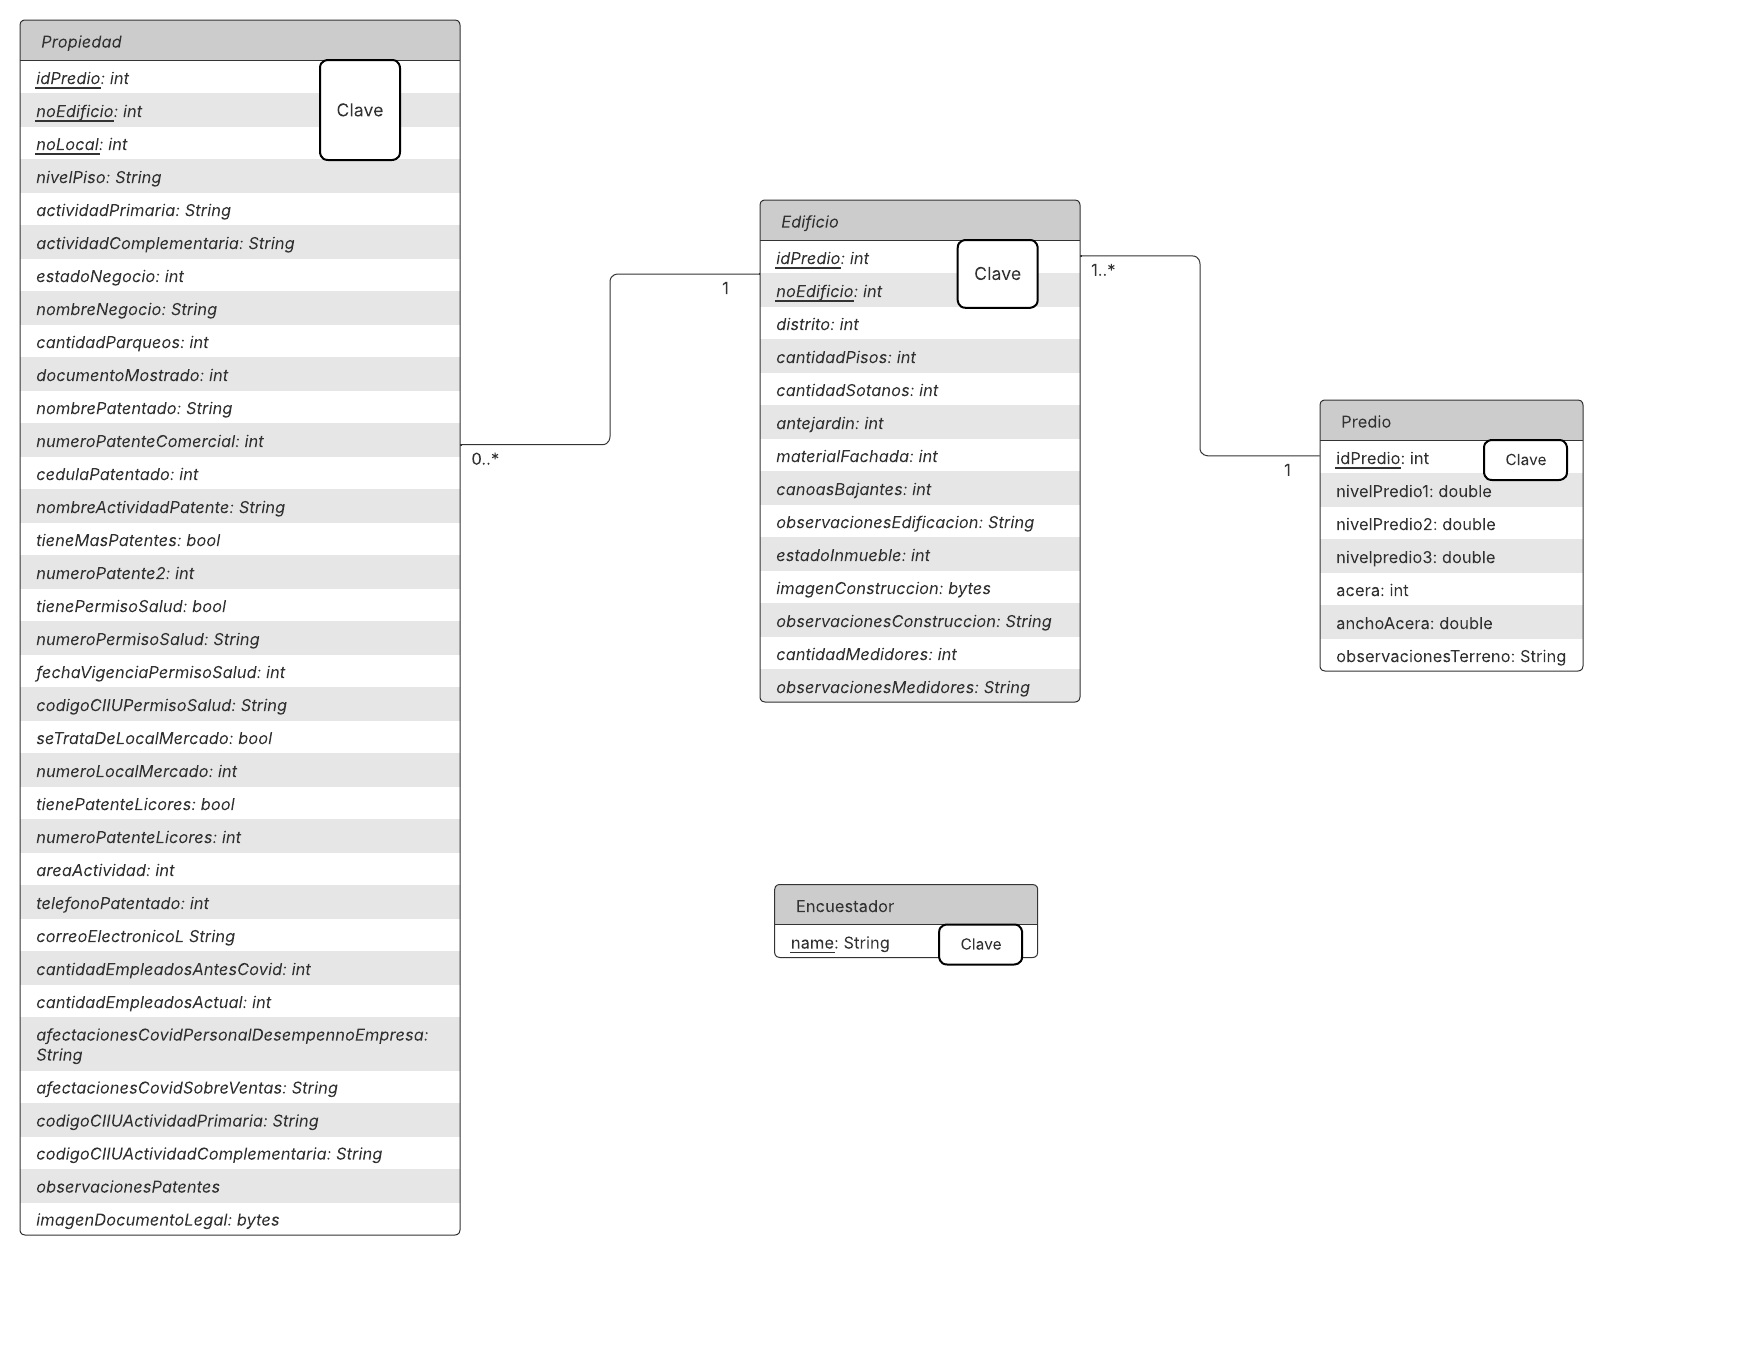 Propiedad
idPredio: int
noEdificio: int
noLocal: int
Clave
nivelPiso: String
actividadPrimaria: String
actividadComplementaria: String
estadoNegocio: int
nombreNegocio: String
cantidadParqueos: int
documentoMostrado: int
nombrePatentado: String
numeroPatenteComercial: int
cedulaPatentado: int
nombreActividadPatente: String
tieneMasPatentes: bool
numeroPatente2: int
tienePermisoSalud: bool
numeroPermisoSalud: String
fechaVigenciaPermisoSalud: int
codigoCIIUPermisoSalud: String
seTrataDeLocalMercado: bool
numeroLocalMercado: int
tienePatenteLicores: bool
numeroPatenteLicores: int
areaActividad: int
telefonoPatentado: int
correoElectronicoL String
cantidadEmpleadosAntesCovid: int
cantidadEmpleadosActual: int
afectacionesCovidPersonalDesempennoEmpresa:
String
afectacionesCovidSobreVentas: String
codigoCIIUActividadPrimaria: String
codigoCIIUActividadComplementaria: String
observacionesPatentes
imagenDocumentoLegal: bytes
0..*
1
Edificio
idPredio: int
noEdificio: int
Clave
distrito: int
cantidadPisos: int
cantidadSotanos: int
antejardin: int
materialFachada: int
canoasBajantes: int
observacionesEdificacion: String
estadoInmueble: int
imagenConstruccion: bytes
observacionesConstruccion: String
cantidadMedidores: int
observacionesMedidores: String
1..*
1
Predio
idPredio: int
Clave
nivelPredio1: double
nivelPredio2: double
nivelpredio3: double
acera: int
anchoAcera: double
observacionesTerreno: String
Encuestador
name: String
Clave